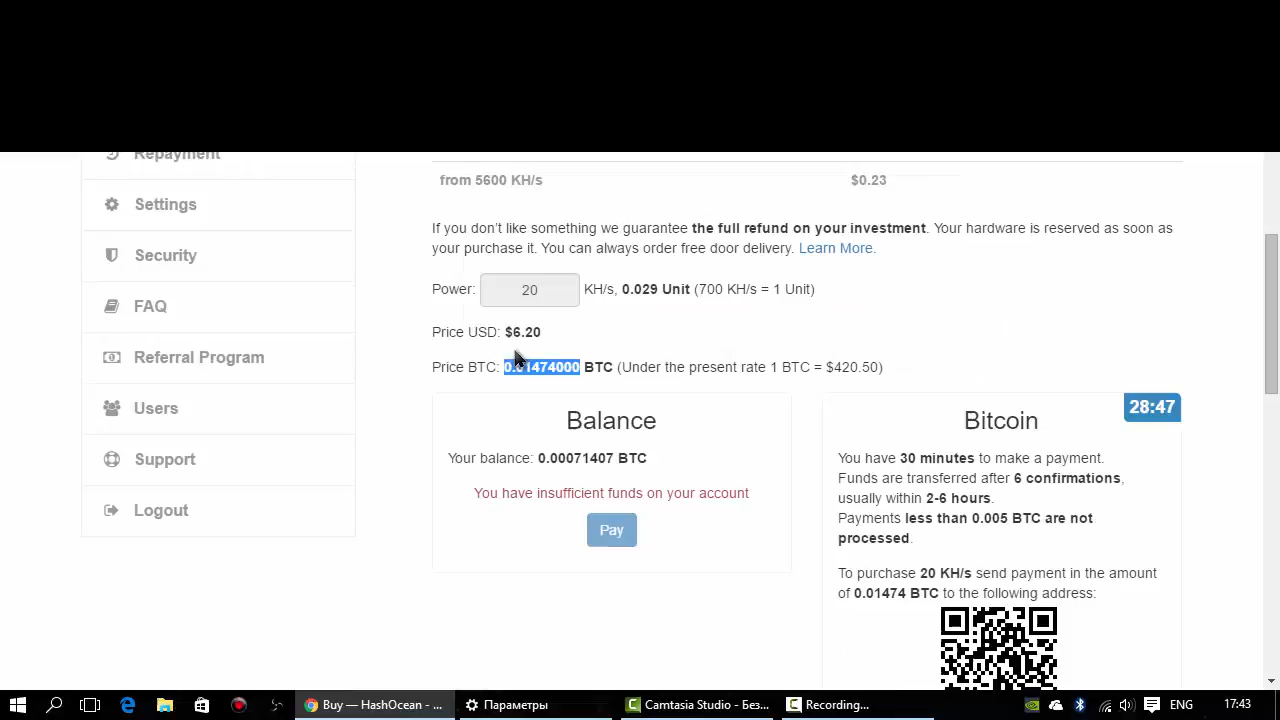 Repayment
Settings
Security
FAQ
Referral Program
Users
Support
Logout
from 5600 KH/s $0.23
If you don't like something we guarantee the full refund on your investment. Your hardware is reserved as soon as
your purchase it. You can always order free door delivery. Learn More.
Power: 20 KH/s, 0.029 Unit (700 KH/s = 1 Unit)
Price USD: $6.20
Price BTC: 0.01474000 BTC (Under the present rate 1 BTC = $420.50)
Balance
Your balance: 0.00071407 BTC
You have insufficient funds on your account
Pay
28:47
Bitcoin
You have 30 minutes to make a payment.
Funds are transferred after 6 confirmations,
usually within 2-6 hours.
Payments less than 0.005 BTC are not
processed.
To purchase 20 KH/s send payment in the amount
of 0.01474 BTC to the following address:
Buy — HashOcean - ...
Параметры
Camtasia Studio - Без...
Recording...
ENG
17:43